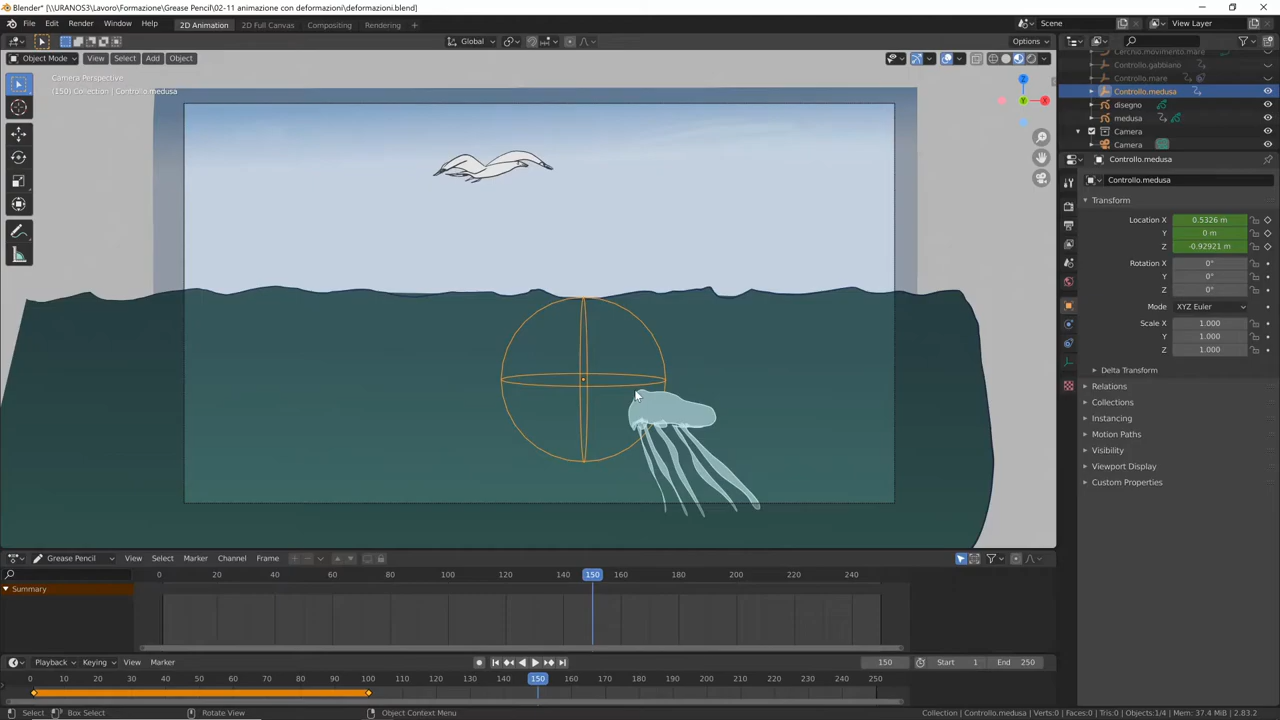 Blender* [\\URANOS3\Lavoro\Formazione\Grease Pencil\02-11 animazione con deformazioni\deformazioni.blend]
File Edit Render Window Help 2D Animation 2D Full Canvas Compositing Rendering Scene View Layer
Global Options
Object Mode View Select Add Object
Camera Perspective
(150) Collection | Controllo.medusa
X
Y
Z
Cerchio.movimento.mare
Controllo.gabbiano
Controllo.mare
Controllo.medusa
disegno
medusa
Camera
Camera
Controllo.medusa
Controllo.medusa
Transform
Location X 0.5326 m
Y 0 m
Z -0.92921 m
Rotation X 0°
Y 0°
Z 0°
Mode XYZ Euler
Scale X 1.000
Y 1.000
Z 1.000
Delta Transform
Relations
Collections
Instancing
Motion Paths
Visibility
Viewport Display
Custom Properties
Grease Pencil View Select Marker Channel Frame
0 20 40 60 80 100 120 140 150 160 180 200 220 240
Summary
Playback Keying View Marker 150 Start 1 End 250
0 10 20 30 40 50 60 70 80 90 100 110 120 130 140 150 160 170 180 190 200 210 220 230 240 250
Select Box Select Rotate View Object Context Menu Collection | Controllo.medusa | Verts:0 | Faces:0 | Tris:0 | Objects:1/4 | Mem: 37.4 MiB | 2.83.2